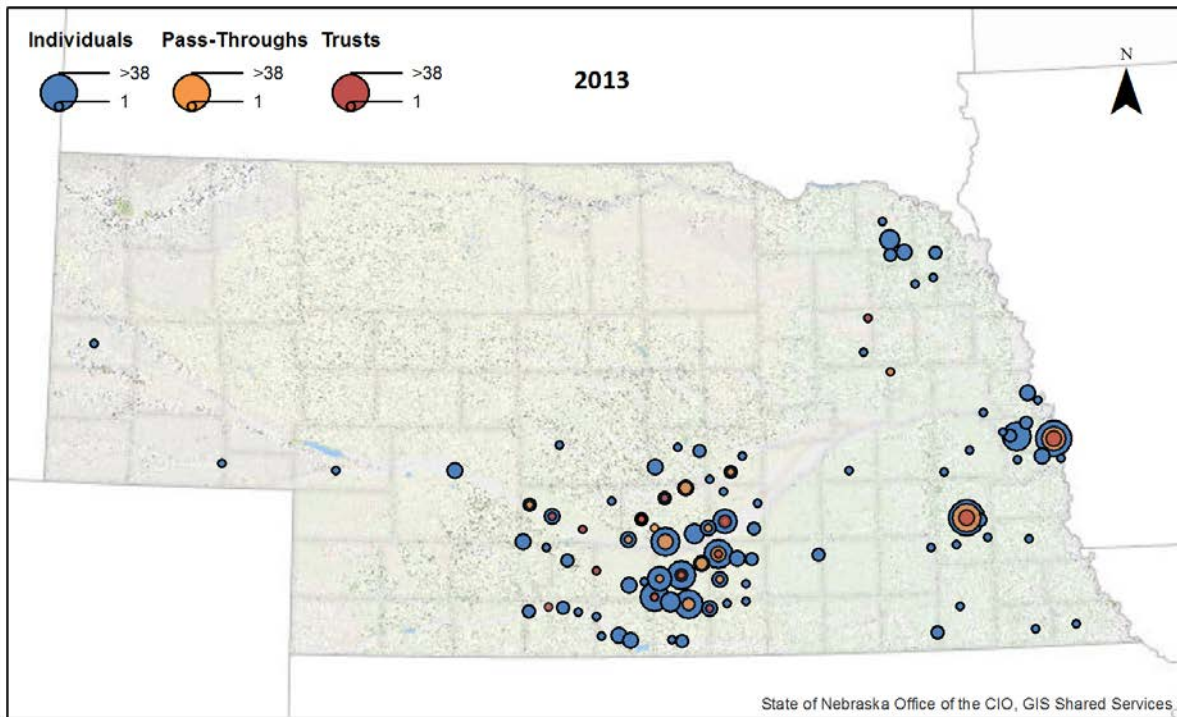 Individuals Pass-Throughs Trusts
>38 >38 >38
1 1 1
2013
N
State of Nebraska Office of the CIO, GIS Shared Services